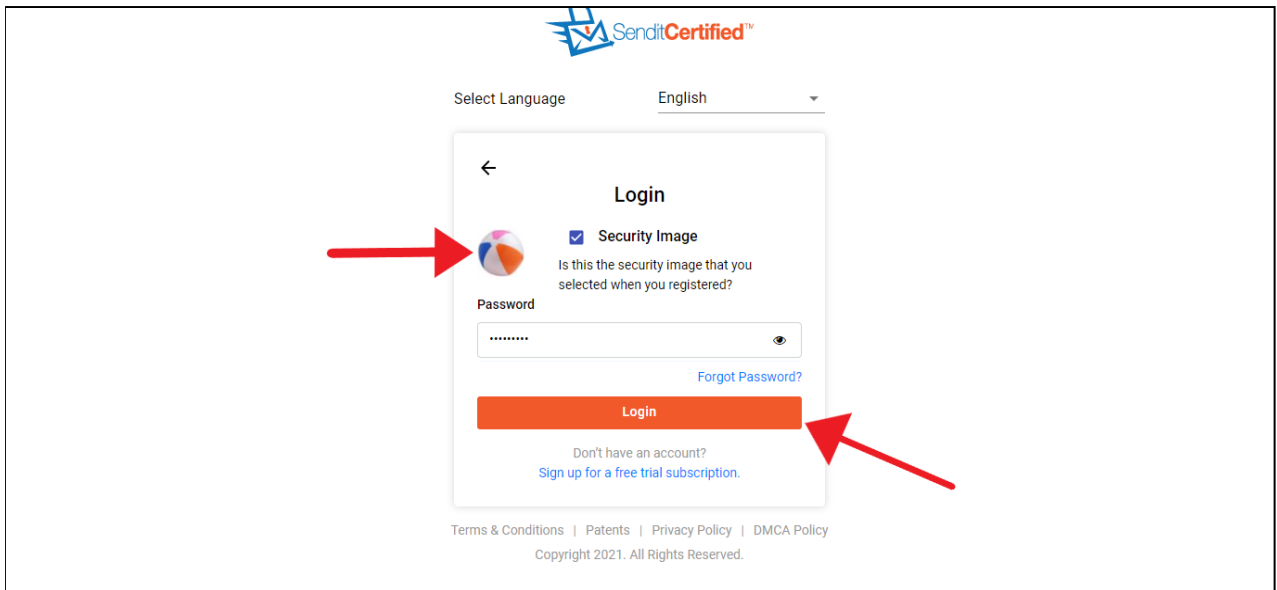 SenditCertified™
Select Language
English
Login
Security Image
Is this the security image that you
selected when you registered?
Password
•••••••••
Forgot Password?
Login
Don't have an account?
Sign up for a free trial subscription.
Terms & Conditions | Patents | Privacy Policy | DMCA Policy
Copyright 2021. All Rights Reserved.